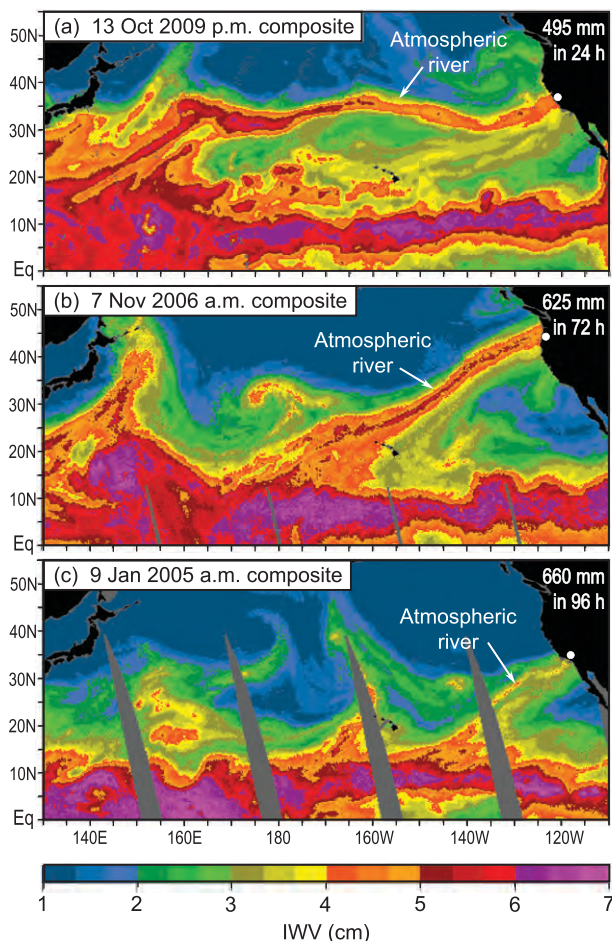 (a) 13 Oct 2009 p.m. composite
495 mm
in 24 h
Atmospheric
river
50N
40N
30N
20N
10N
Eq
(b) 7 Nov 2006 a.m. composite
625 mm
in 72 h
Atmospheric
river
50N
40N
30N
20N
10N
Eq
(c) 9 Jan 2005 a.m. composite
660 mm
in 96 h
Atmospheric
river
50N
40N
30N
20N
10N
Eq
140E 160E 180 160W 140W 120W
1 2 3 4 5 6 7
IWV (cm)